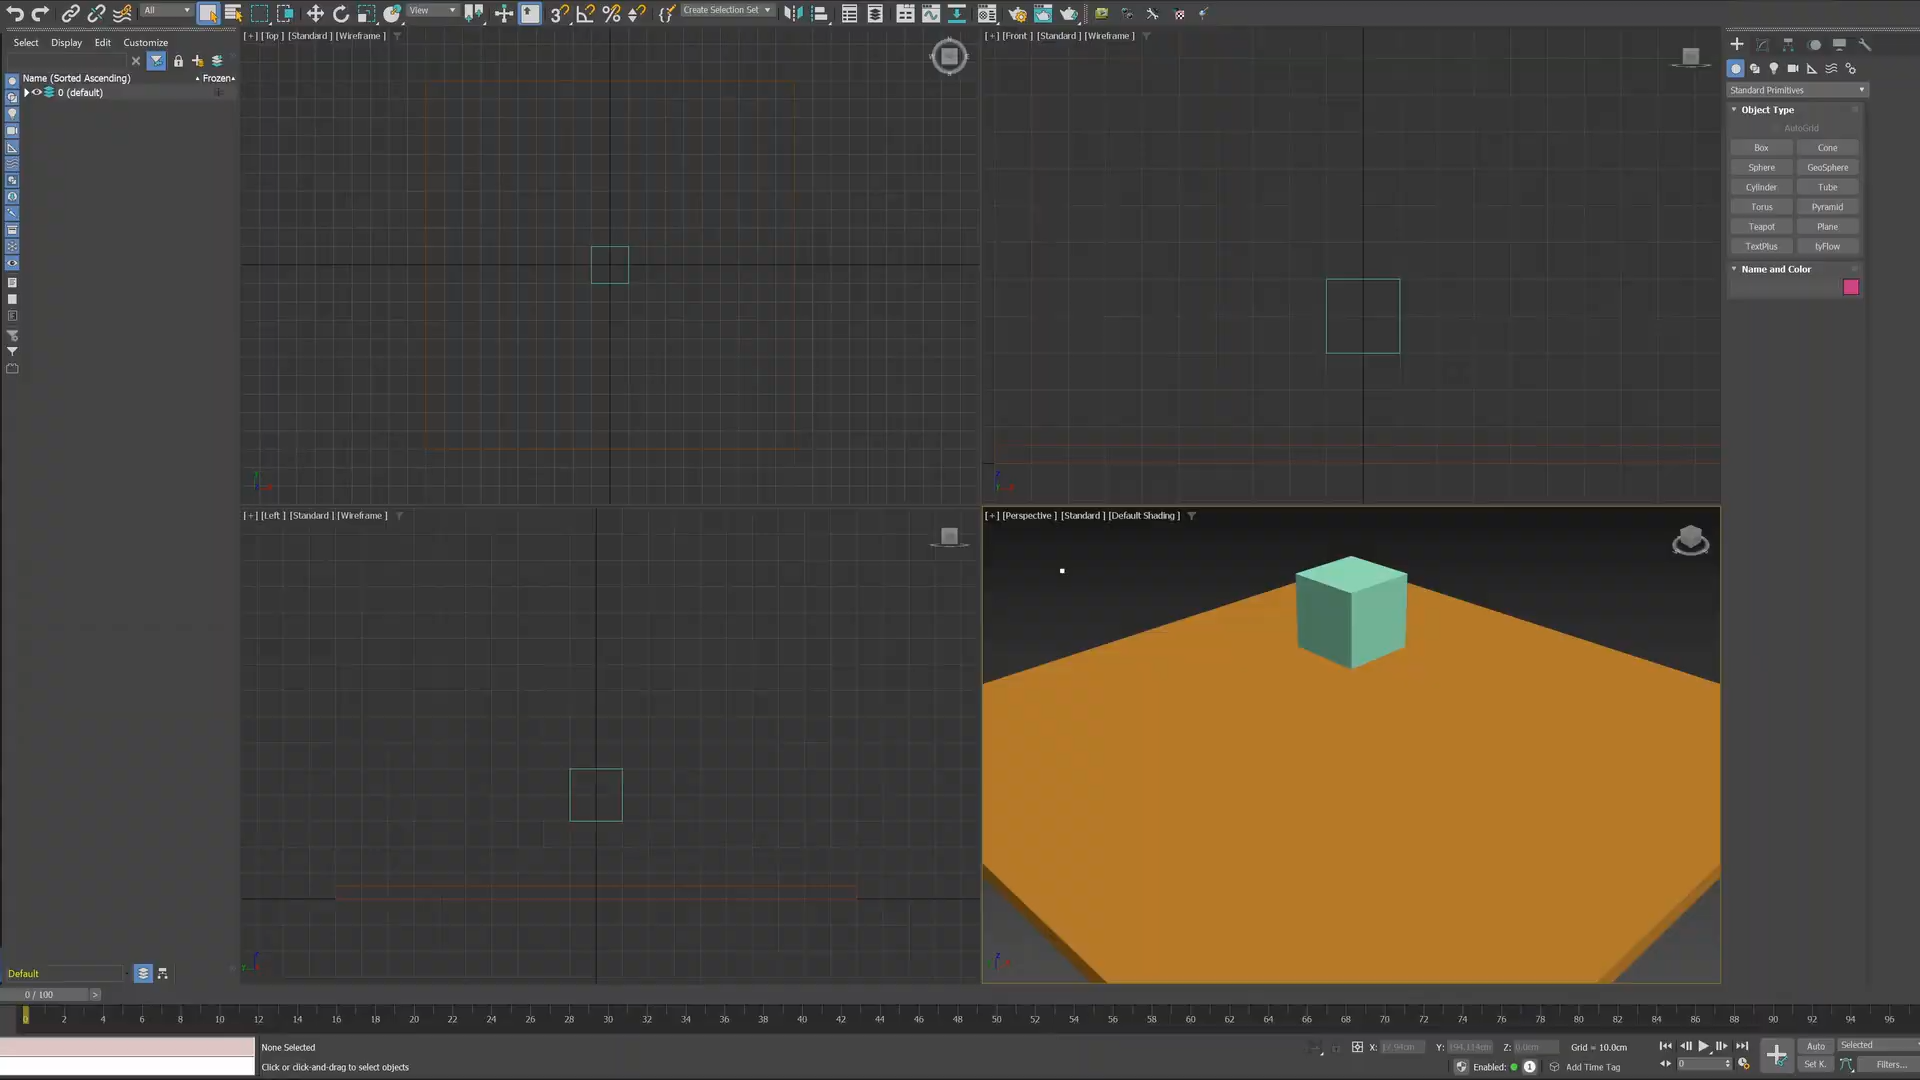 All
View
Create Selection Set
Select Display Edit Customize
Name (Sorted Ascending) Frozen
0 (default)
[+] [Top ] [Standard ] [Wireframe ]
[+] [Front ] [Standard ] [Wireframe ]
[+] [Left ] [Standard ] [Wireframe ]
[+] [Perspective ] [Standard ] [Default Shading ]
Standard Primitives
Object Type
AutoGrid
Box Cone
Sphere GeoSphere
Cylinder Tube
Torus Pyramid
Teapot Plane
TextPlus tyFlow
Name and Color
Default
0 / 100 >
0 2 4 6 8 10 12 14 16 18 20 22 24 26 28 30 32 34 36 38 40 42 44 46 48 50 52 54 56 58 60 62 64 66 68 70 72 74 76 78 80 82 84 86 88 90 92 94 96
None Selected
Click or click-and-drag to select objects
X: Y: Z: 0.0cm Grid = 10.0cm
Enabled: 1 Add Time Tag
0
Auto Selected
Set K. Filters...